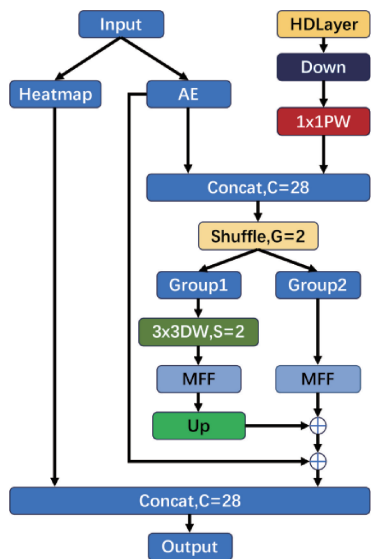 Input
HDLayer
Down
Heatmap
AE
1x1PW
Concat,C=28
Shuffle,G=2
Group1
Group2
3x3DW,S=2
MFF
MFF
Up
Concat,C=28
Output